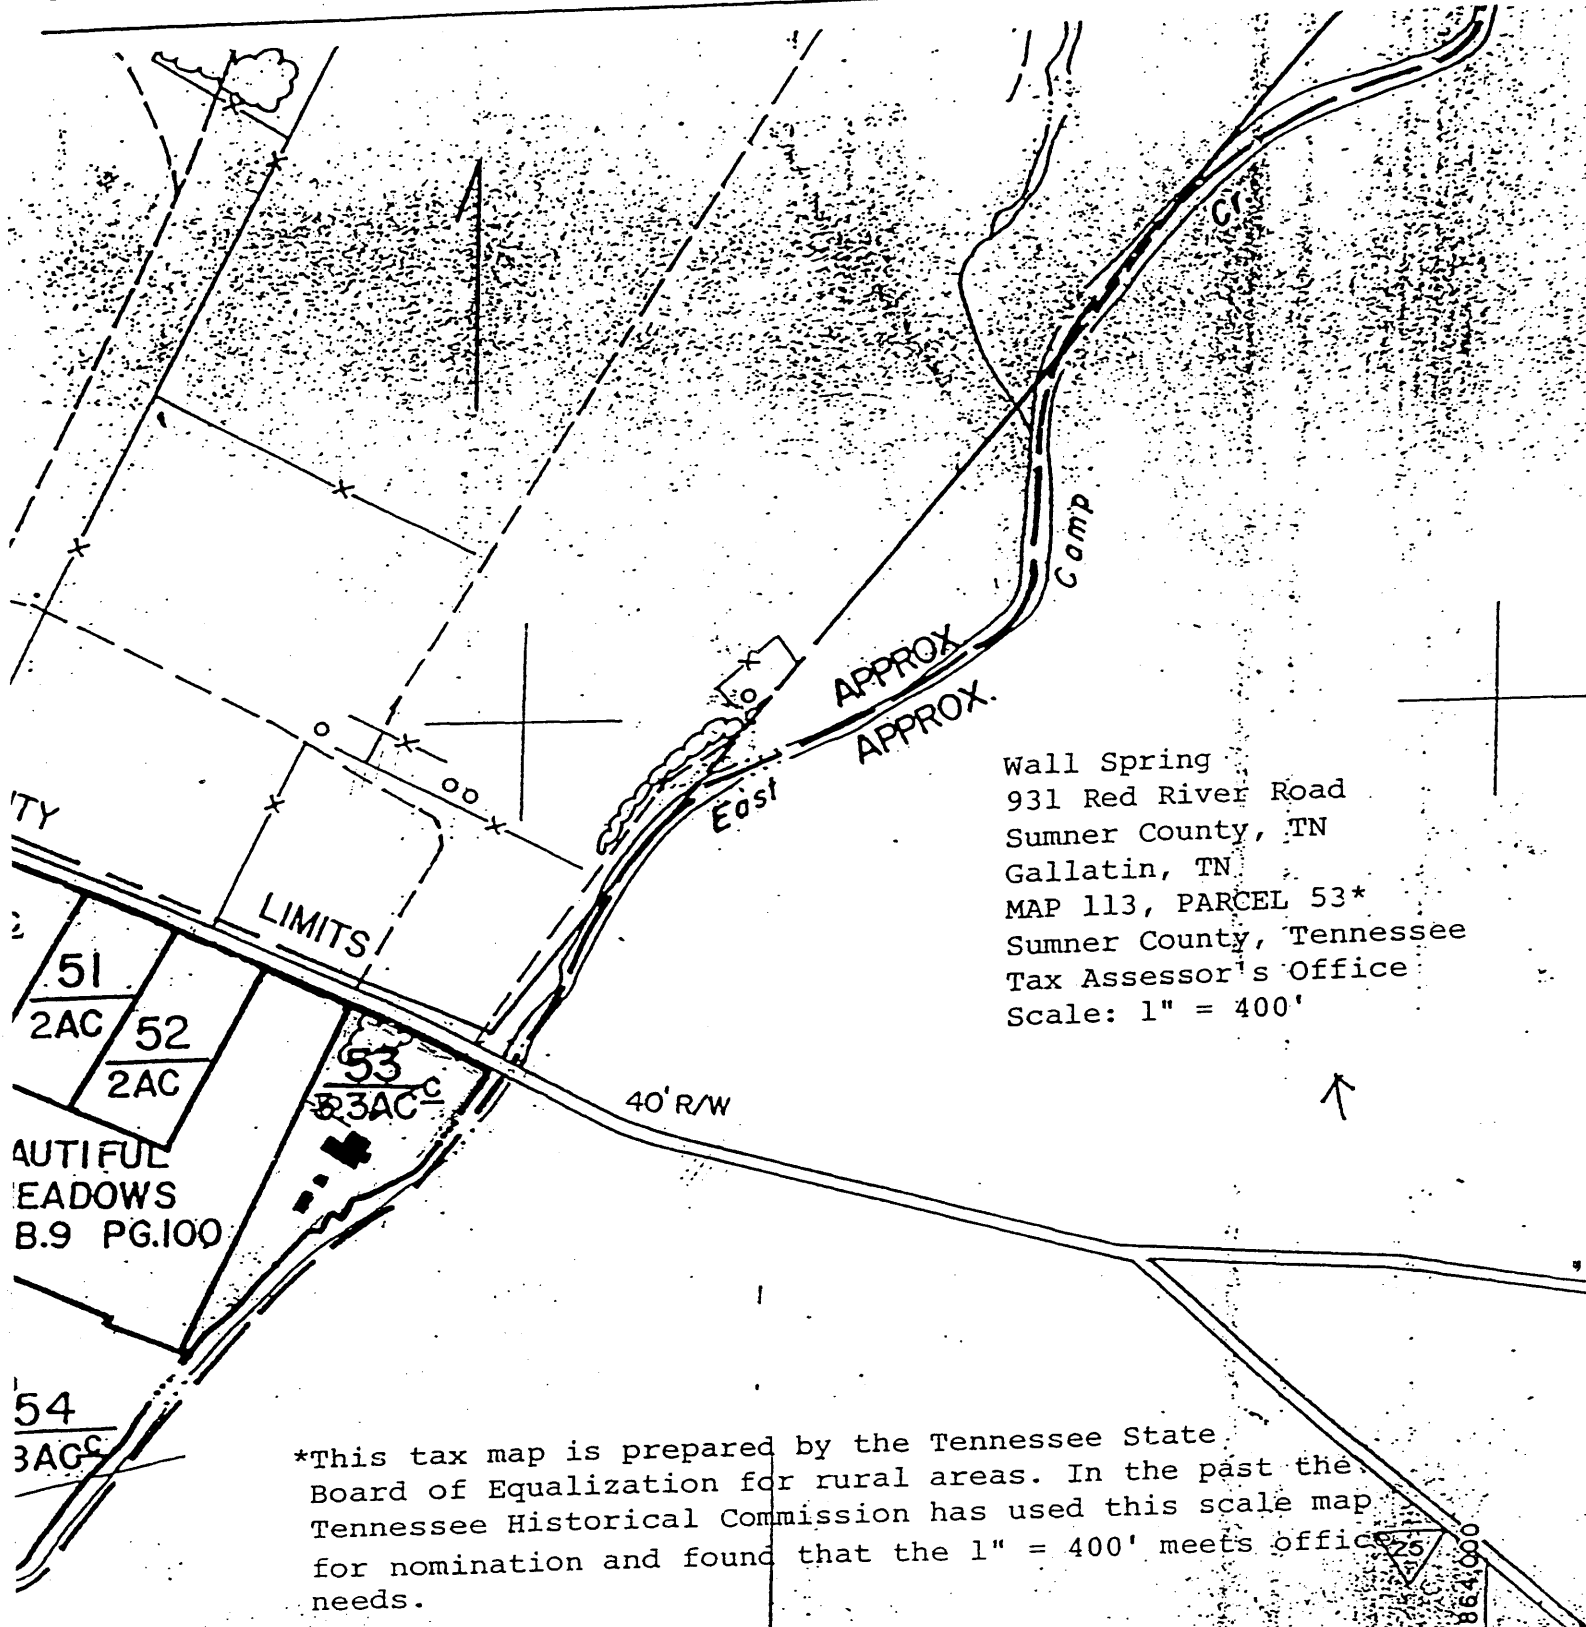 Cr.
Camp
APPROX.
APPROX.
East
Wall Spring
931 Red River Road
Sumner County, TN
Gallatin, TN
MAP 113, PARCEL 53*
Sumner County, Tennessee
Tax Assessor's Office
Scale: 1" = 400'
ITY
LIMITS
51
2AC
52
2AC
53
3.3AC C
40' R/W
AUTIFUL
EADOWS
B.9 PG.100
54
3AC C
*This tax map is prepared by the Tennessee State
Board of Equalization for rural areas. In the past the
Tennessee Historical Commission has used this scale map
for nomination and found that the 1" = 400' meets office
needs.
25
864,000